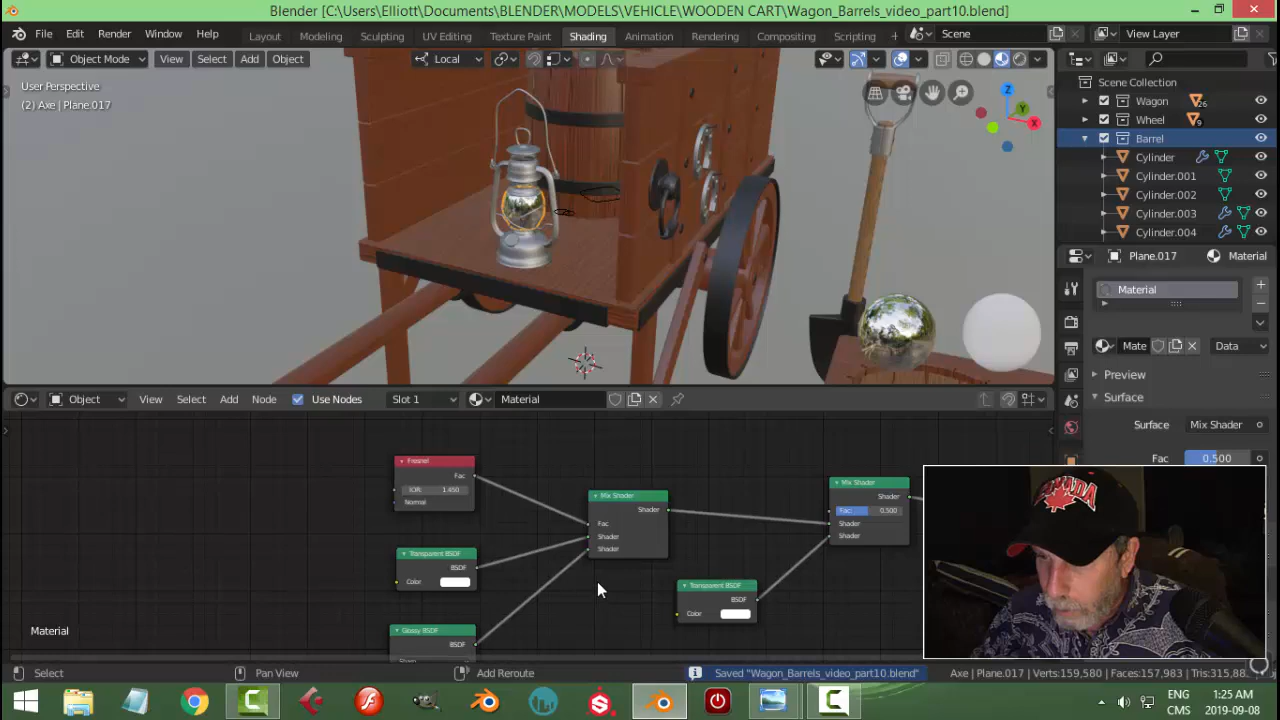 Blender [C:\Users\Elliott\Documents\BLENDER\MODELS\VEHICLE\WOODEN CART\Wagon_Barrels_video_part10.blend]
File Edit Render Window Help Layout Modeling Sculpting UV Editing Texture Paint Shading Animation Rendering Compositing Scripting Scene View Layer
Object Mode View Select Add Object Local
User Perspective
(2) Axe | Plane.017
Z
Y
X
Scene Collection
Wagon 26
Wheel 9
Barrel
Cylinder
Cylinder.001
Cylinder.002
Cylinder.003
Cylinder.004
Plane.017 Material
Material
Mate Data
Preview
Surface
Surface Mix Shader
Fac 0.500
Object View Select Add Node Use Nodes Slot 1 Material
Fresnel
Fac
IOR: 1.450
Normal
Transparent BSDF
BSDF
Color
Glossy BSDF
BSDF
Mix Shader
Shader
Fac
Shader
Shader
Transparent BSDF
BSDF
Color
Mix Shader
Shader
Fac: 0.500
Shader
Shader
CANADA
Material
Select Pan View Add Reroute Saved "Wagon_Barrels_video_part10.blend" Axe | Plane.017 | Verts:159,580 | Faces:157,983 | Tris:315,88
ENG
CMS
1:25 AM
2019-09-08